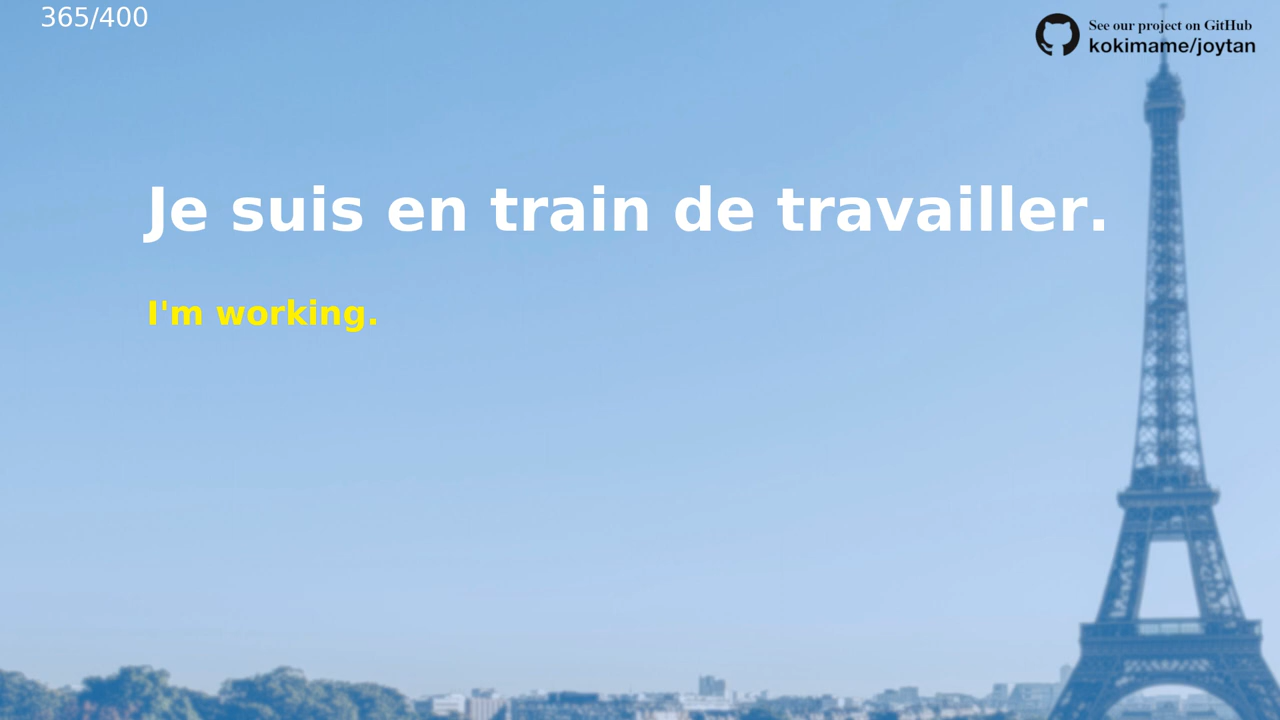 365/400
See our project on GitHub
kokimame/joytan
Je suis en train de travailler.
I'm working.